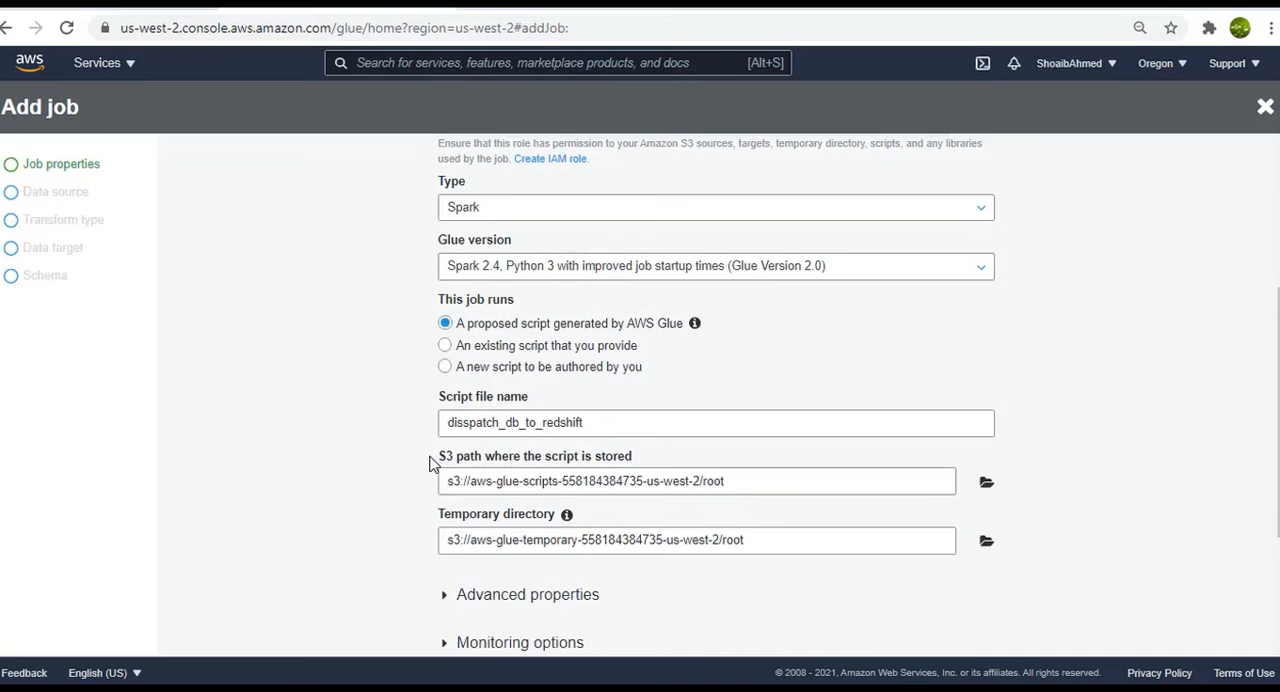 us-west-2.console.aws.amazon.com/glue/home?region=us-west-2#addJob:
aws Services Search for services, features, marketplace products, and docs [Alt+S] ShoaibAhmed Oregon Support
Add job
Job properties
Data source
Transform type
Data target
Schema
Ensure that this role has permission to your Amazon S3 sources, targets, temporary directory, scripts, and any libraries
used by the job. Create IAM role.
Type
Spark
Glue version
Spark 2.4, Python 3 with improved job startup times (Glue Version 2.0)
This job runs
A proposed script generated by AWS Glue
An existing script that you provide
A new script to be authored by you
Script file name
disspatch_db_to_redshift
S3 path where the script is stored
s3://aws-glue-scripts-558184384735-us-west-2/root
Temporary directory
s3://aws-glue-temporary-558184384735-us-west-2/root
Advanced properties
Monitoring options
Feedback English (US) © 2008 - 2021, Amazon Web Services, Inc. or its affiliates. All rights reserved. Privacy Policy Terms of Use